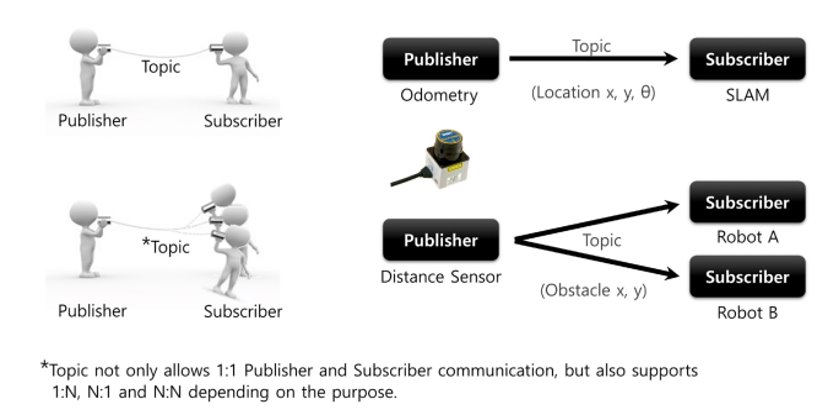 Topic
Publisher
Subscriber
Publisher
Odometry
Topic
(Location x, y, θ)
Subscriber
SLAM
*Topic
Publisher
Subscriber
Publisher
Distance Sensor
Topic
(Obstacle x, y)
Subscriber
Robot A
Subscriber
Robot B
*Topic not only allows 1:1 Publisher and Subscriber communication, but also supports
1:N, N:1 and N:N depending on the purpose.